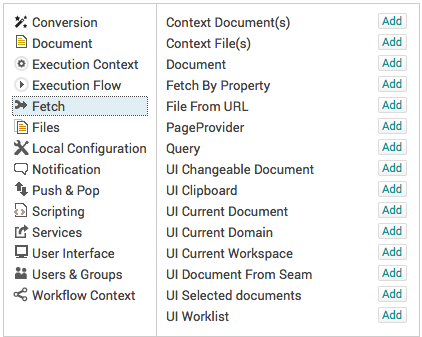 Conversion
Document
Execution Context
Execution Flow
Fetch
Files
Local Configuration
Notification
Push & Pop
Scripting
Services
User Interface
Users & Groups
Workflow Context
Context Document(s) Add
Context File(s) Add
Document Add
Fetch By Property Add
File From URL Add
PageProvider Add
Query Add
UI Changeable Document Add
UI Clipboard Add
UI Current Document Add
UI Current Domain Add
UI Current Workspace Add
UI Document From Seam Add
UI Selected documents Add
UI Worklist Add